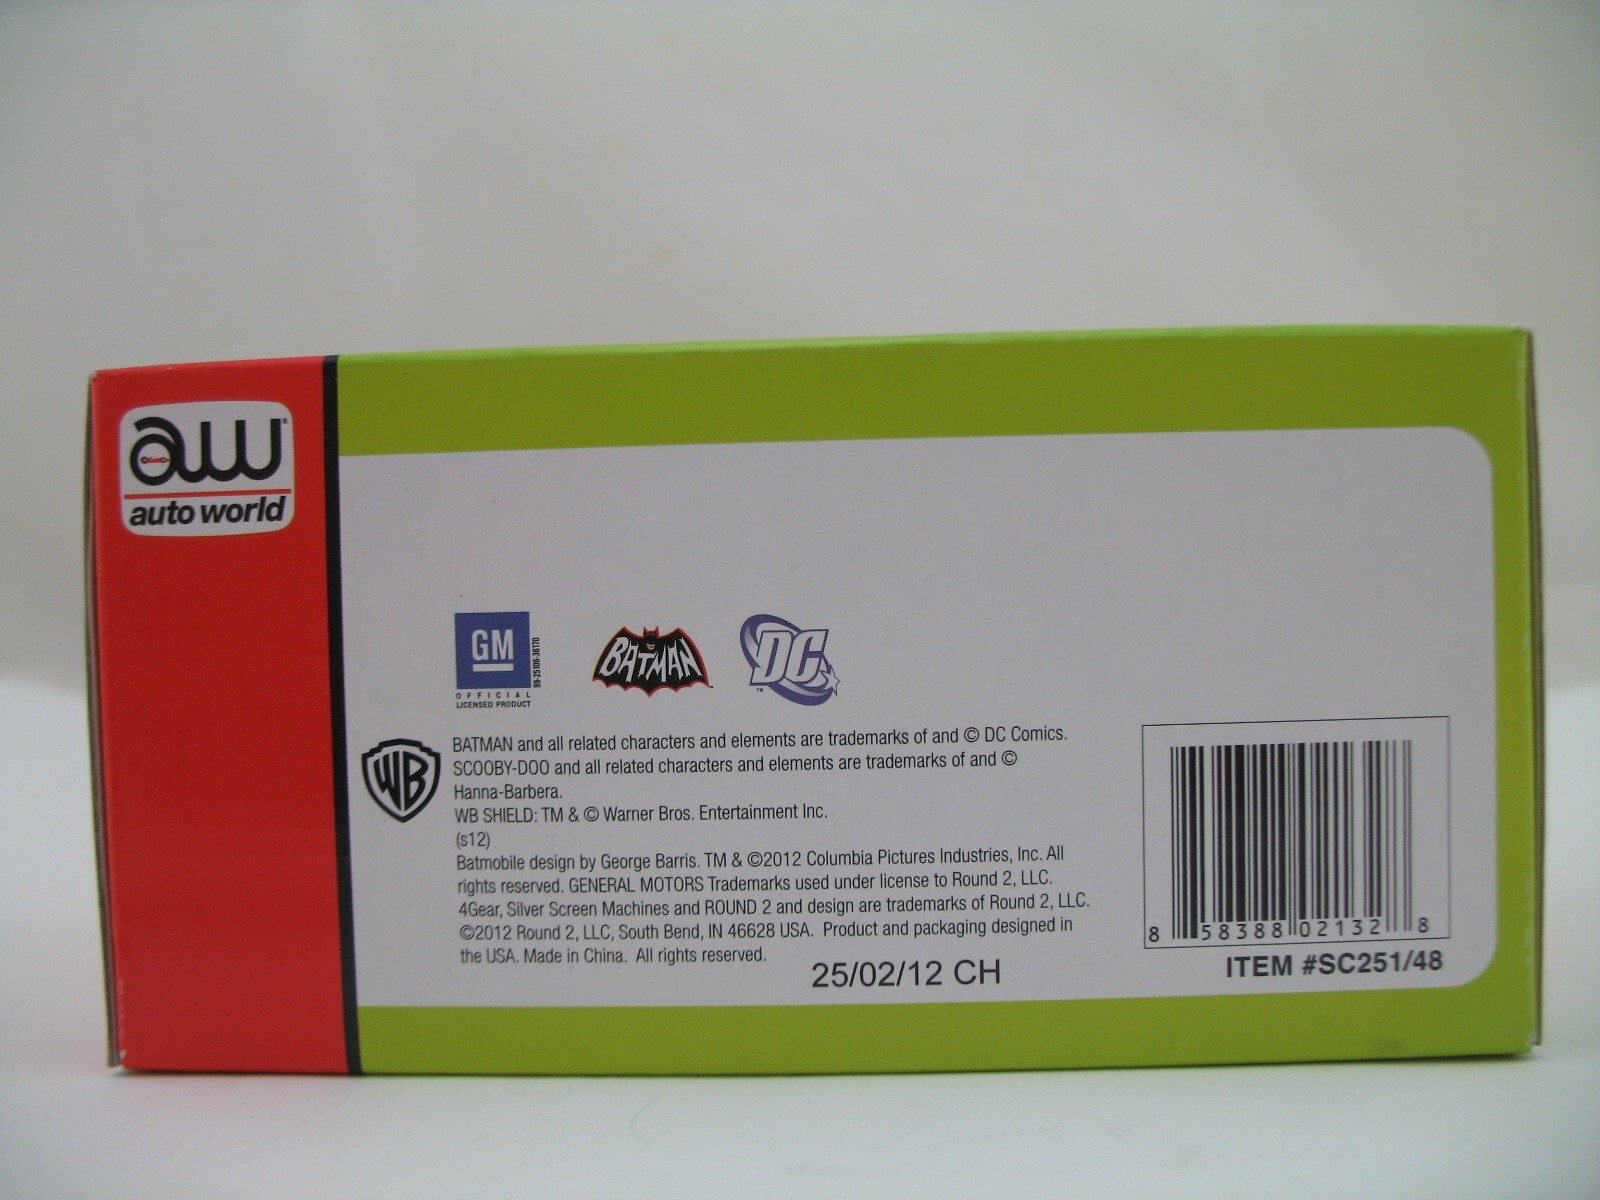 aw®
auto world
GM
OFFICIAL
LICENSED PRODUCT
99-25106-36170
BATMAN
™
DC
™
WB
BATMAN and all related characters and elements are trademarks of and © DC Comics.
SCOOBY-DOO and all related characters and elements are trademarks of and ©
Hanna-Barbera.
WB SHIELD: TM & © Warner Bros. Entertainment Inc.
(s12)
Batmobile design by George Barris. TM & ©2012 Columbia Pictures Industries, Inc. All
rights reserved. GENERAL MOTORS Trademarks used under license to Round 2, LLC.
4Gear, Silver Screen Machines and ROUND 2 and design are trademarks of Round 2, LLC.
©2012 Round 2, LLC, South Bend, IN 46628 USA. Product and packaging designed in
the USA. Made in China. All rights reserved.
25/02/12 CH
8 58388 02132 8
ITEM #SC251/48